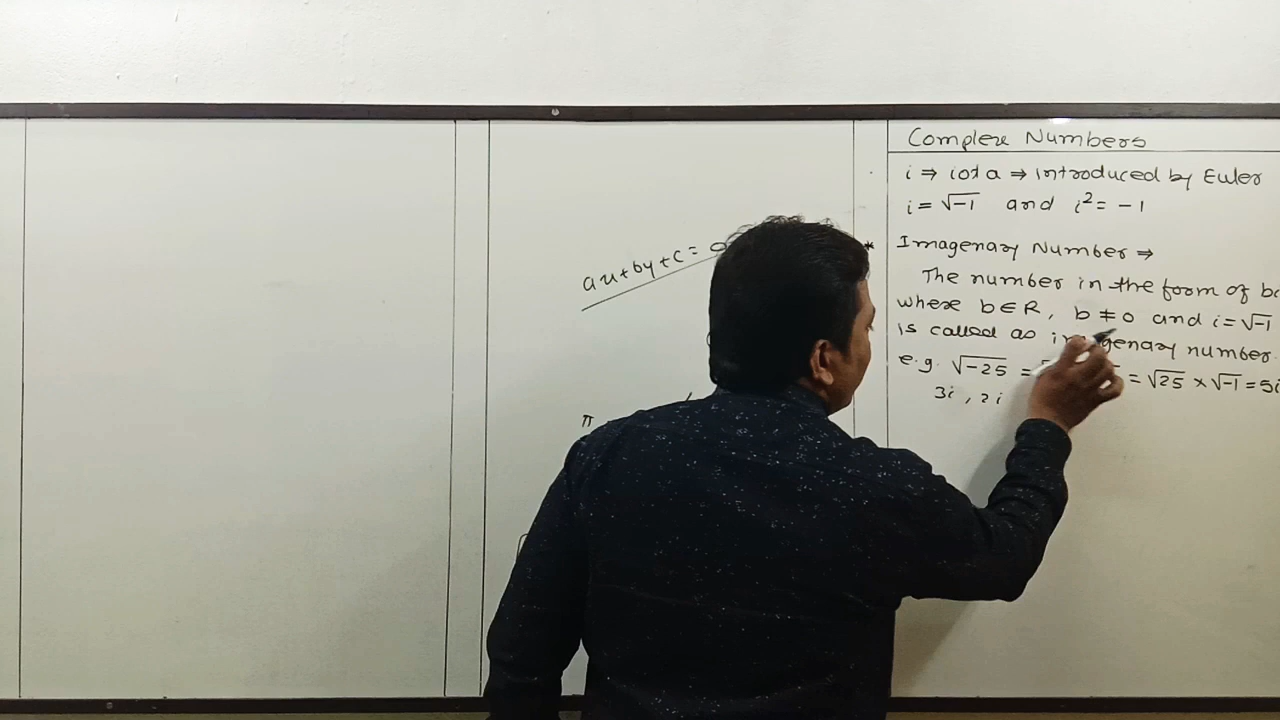 Complex Numbers
i ⇒ iota ⇒ introduced by Euler
i = √-1 and i² = -1
ax+by+c=0
* Imagenary Number ⇒
The number in the form of
where b∈R, b ≠ 0 and i = √-1
is called as imagenary number.
e.g. √-25 = = √25 × √-1 = 5i
3i , 2i
π